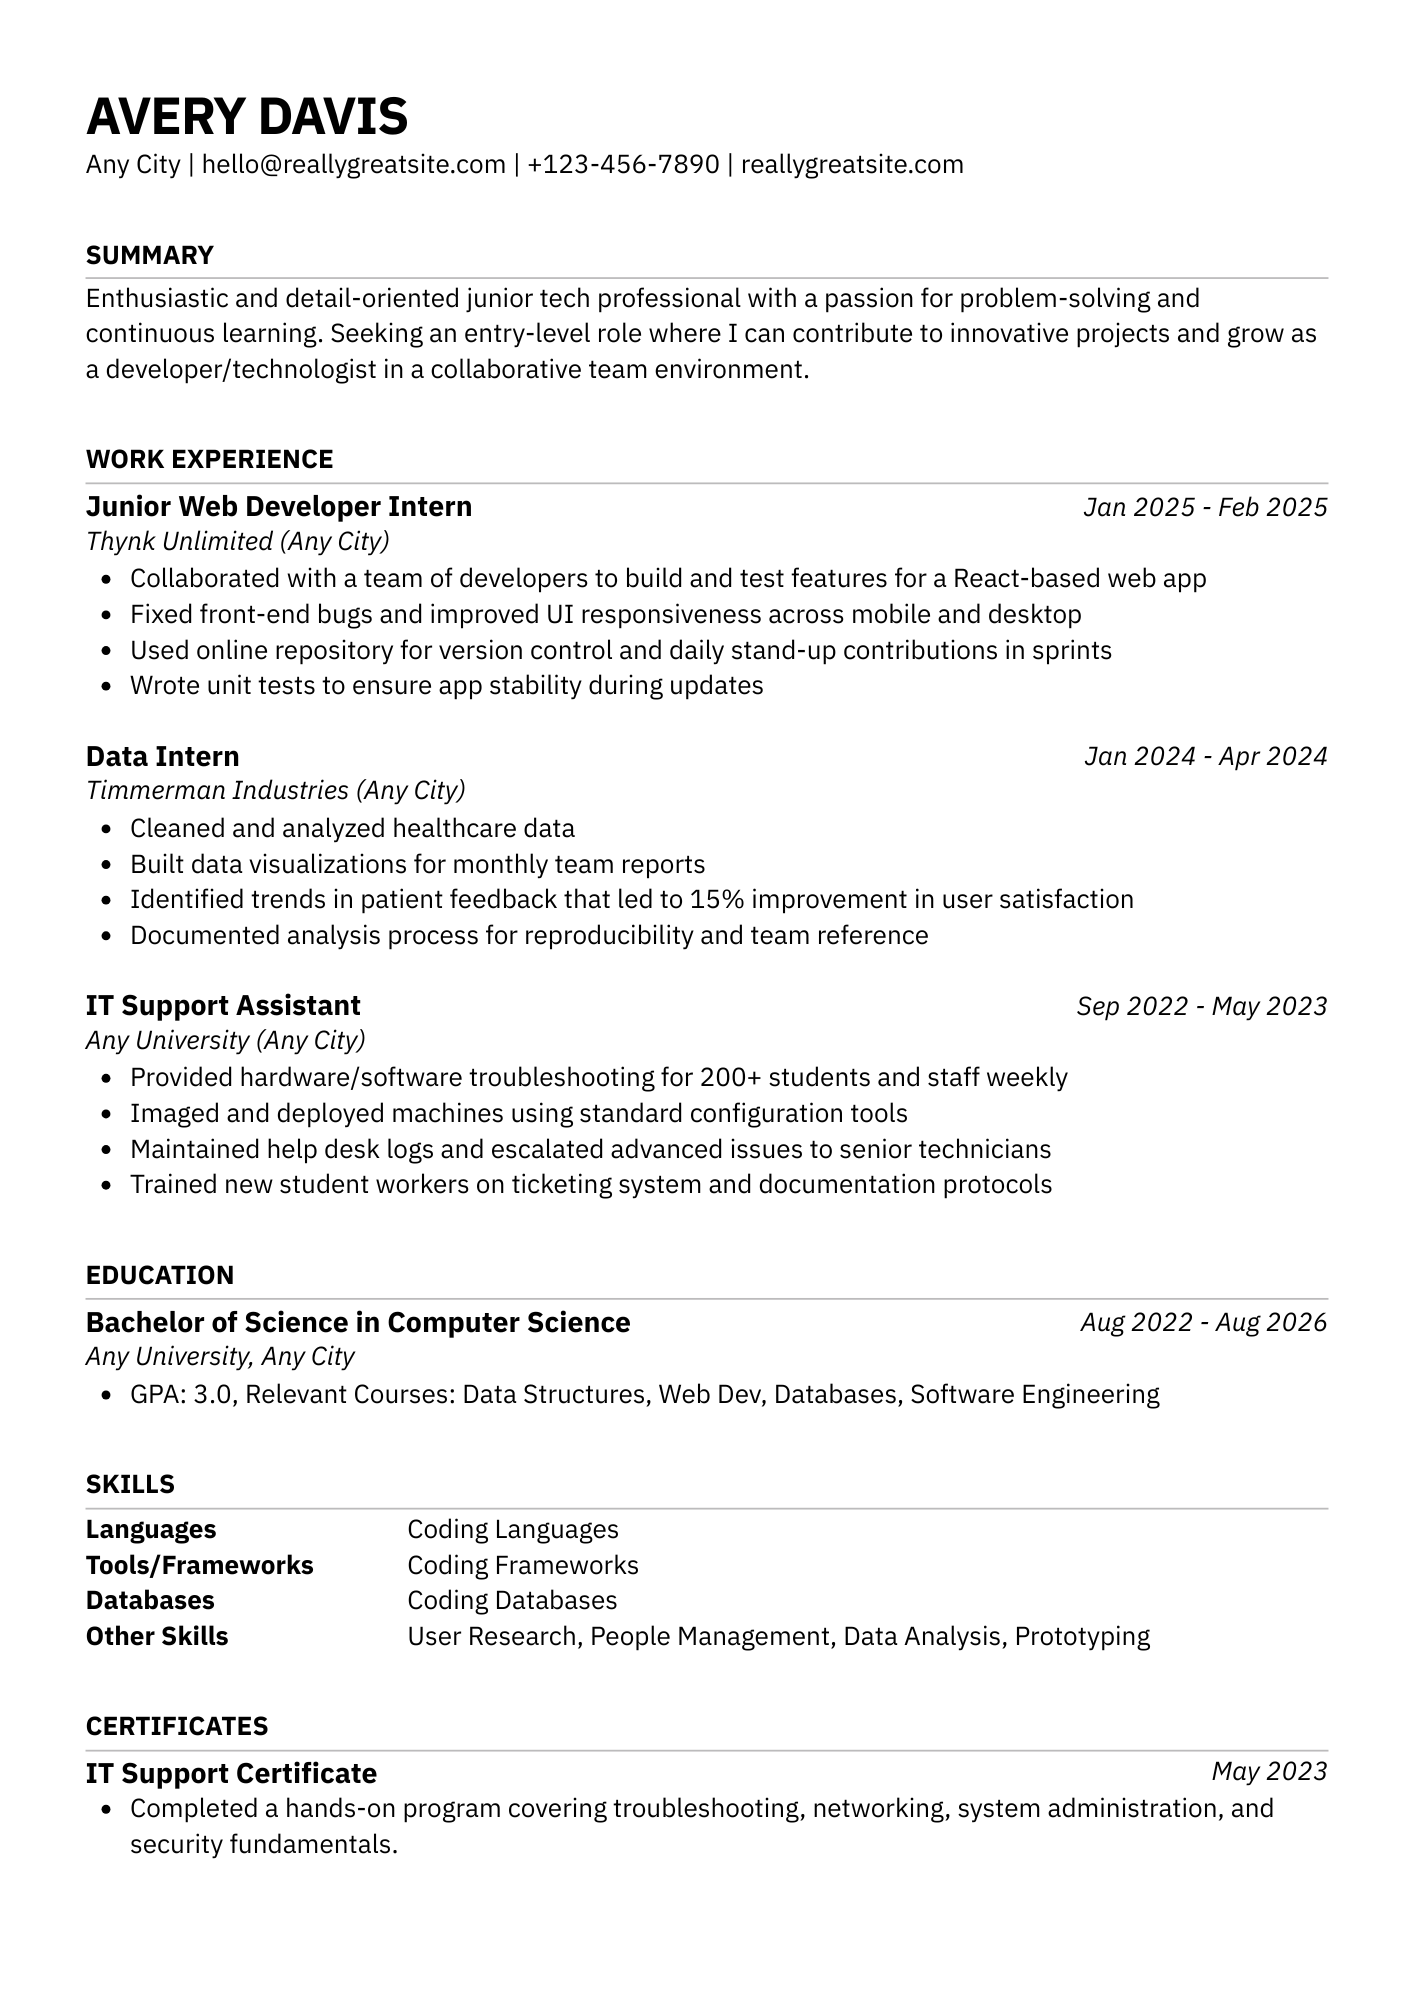 AVERY DAVIS
Any City | hello@reallygreatsite.com | +123-456-7890 | reallygreatsite.com
SUMMARY
Enthusiastic and detail-oriented junior tech professional with a passion for problem-solving and
continuous learning. Seeking an entry-level role where I can contribute to innovative projects and grow as
a developer/technologist in a collaborative team environment.
WORK EXPERIENCE
Junior Web Developer Intern Jan 2025 - Feb 2025
Thynk Unlimited (Any City)
• Collaborated with a team of developers to build and test features for a React-based web app
• Fixed front-end bugs and improved UI responsiveness across mobile and desktop
• Used online repository for version control and daily stand-up contributions in sprints
• Wrote unit tests to ensure app stability during updates
Data Intern Jan 2024 - Apr 2024
Timmerman Industries (Any City)
• Cleaned and analyzed healthcare data
• Built data visualizations for monthly team reports
• Identified trends in patient feedback that led to 15% improvement in user satisfaction
• Documented analysis process for reproducibility and team reference
IT Support Assistant Sep 2022 - May 2023
Any University (Any City)
• Provided hardware/software troubleshooting for 200+ students and staff weekly
• Imaged and deployed machines using standard configuration tools
• Maintained help desk logs and escalated advanced issues to senior technicians
• Trained new student workers on ticketing system and documentation protocols
EDUCATION
Bachelor of Science in Computer Science Aug 2022 - Aug 2026
Any University, Any City
• GPA: 3.0, Relevant Courses: Data Structures, Web Dev, Databases, Software Engineering
SKILLS
Languages Coding Languages
Tools/Frameworks Coding Frameworks
Databases Coding Databases
Other Skills User Research, People Management, Data Analysis, Prototyping
CERTIFICATES
IT Support Certificate May 2023
• Completed a hands-on program covering troubleshooting, networking, system administration, and
security fundamentals.